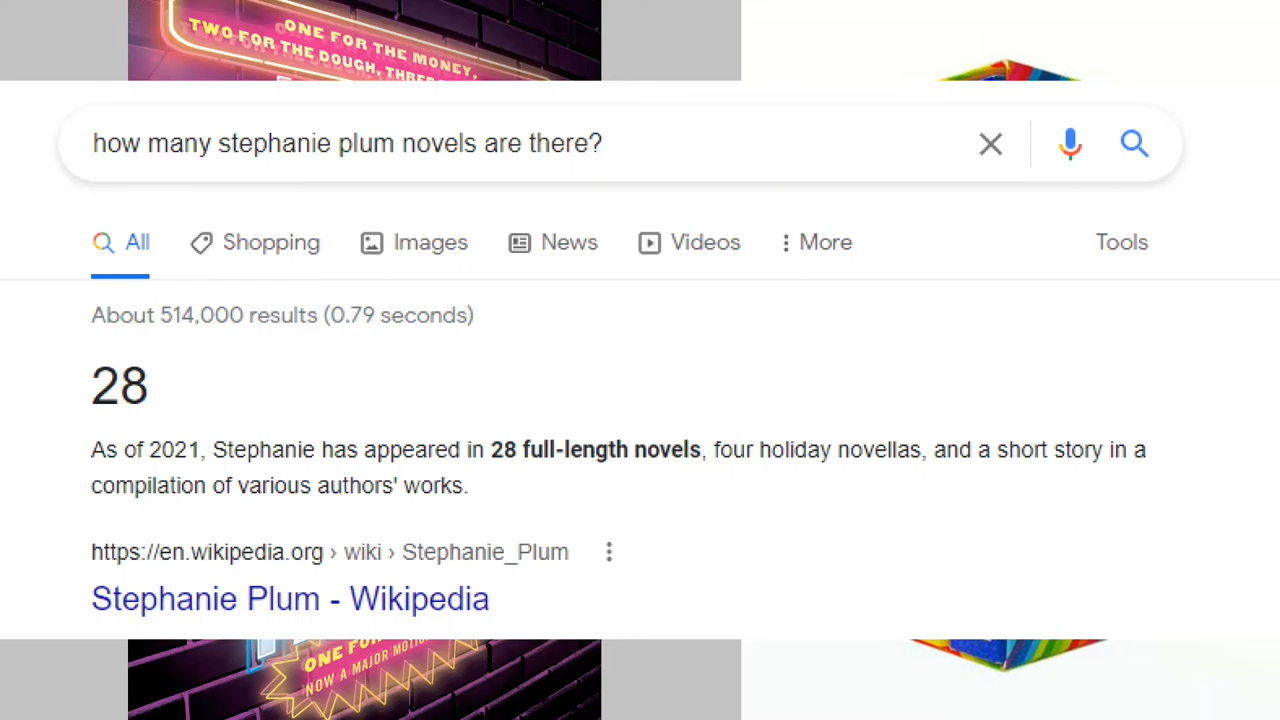 ONE FOR THE MONEY,
TWO FOR THE DOUGH, THREE
how many stephanie plum novels are there?
All Shopping Images News Videos More Tools
About 514,000 results (0.79 seconds)
28
As of 2021, Stephanie has appeared in 28 full-length novels, four holiday novellas, and a short story in a
compilation of various authors' works.
https://en.wikipedia.org › wiki › Stephanie_Plum
Stephanie Plum - Wikipedia
ONE FOR
NOW A MAJOR